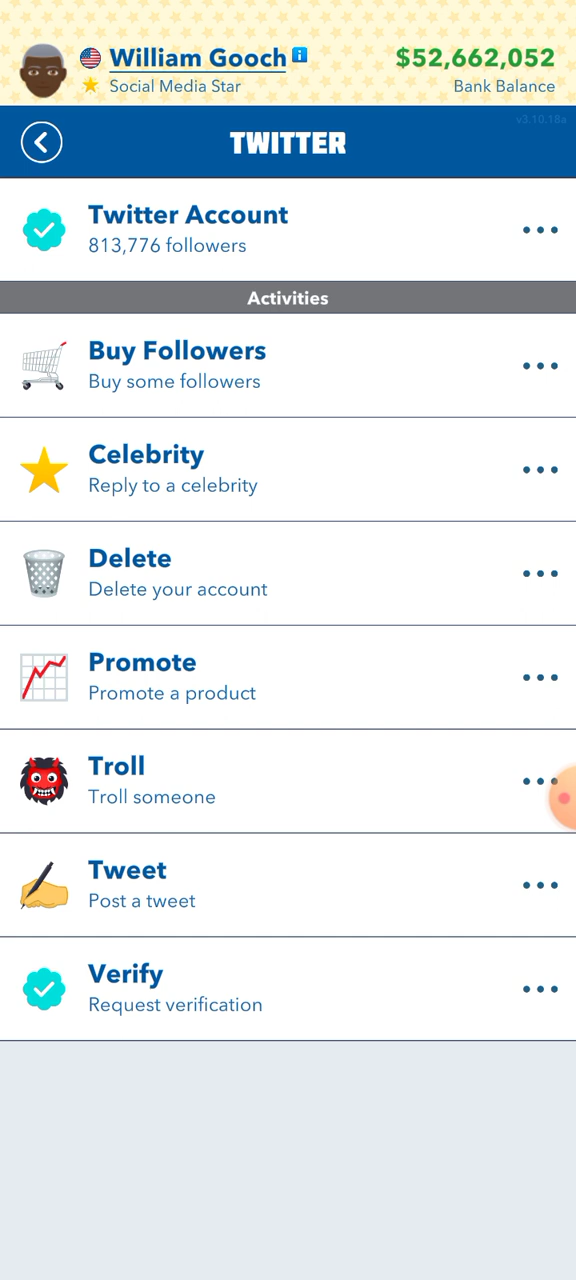 William Gooch
$52,662,052
Social Media Star
Bank Balance
v3.10.18a
TWITTER
Twitter Account
813,776 followers
Activities
Buy Followers
Buy some followers
Celebrity
Reply to a celebrity
Delete
Delete your account
Promote
Promote a product
Troll
Troll someone
Tweet
Post a tweet
Verify
Request verification